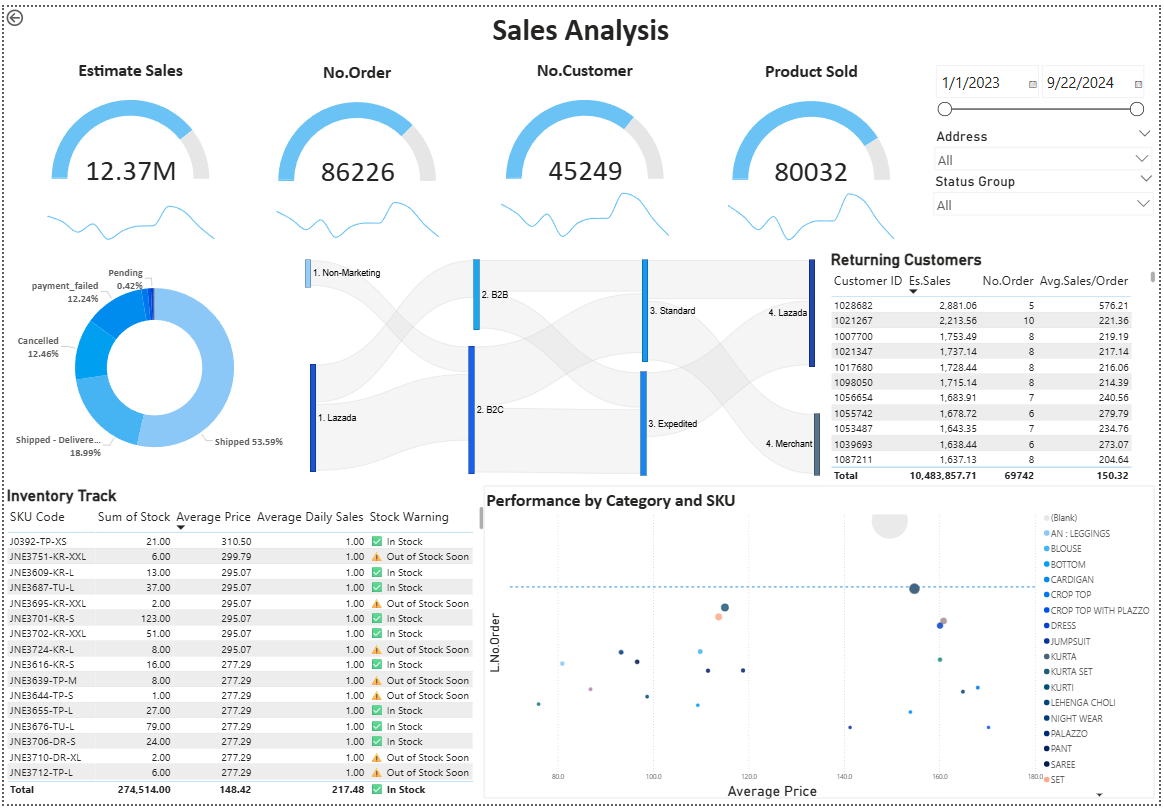 Sales Analysis
Estimate Sales
No.Order
No.Customer
Product Sold
12.37M
86226
45249
80032
1/1/2023 9/22/2024
Address
All
Status Group
All
Pending
0.42%
payment_failed
12.24%
Cancelled
12.46%
Shipped - Delivere...
18.99%
Shipped 53.59%
1. Non-Marketing
1. Lazada
2. B2B
2. B2C
3. Standard
3. Expedited
4. Lazada
4. Merchant
Returning Customers
Customer ID Es.Sales No.Order Avg.Sales/Order
1028682 2,881.06 5 576.21
1021267 2,213.56 10 221.36
1007700 1,753.49 8 219.19
1021347 1,737.14 8 217.14
1017680 1,728.44 8 216.06
1098050 1,715.14 8 214.39
1056654 1,683.91 7 240.56
1055742 1,678.72 6 279.79
1053487 1,643.35 7 234.76
1039693 1,638.44 6 273.07
1087211 1,637.13 8 204.64
Total 10,483,857.71 69742 150.32
Inventory Track
SKU Code Sum of Stock Average Price Average Daily Sales Stock Warning
J0392-TP-XS 21.00 310.50 1.00 In Stock
JNE3751-KR-XXL 6.00 299.79 1.00 Out of Stock Soon
JNE3609-KR-L 13.00 295.07 1.00 In Stock
JNE3687-TU-L 37.00 295.07 1.00 In Stock
JNE3695-KR-XXL 2.00 295.07 1.00 Out of Stock Soon
JNE3701-KR-S 123.00 295.07 1.00 In Stock
JNE3702-KR-XXL 51.00 295.07 1.00 In Stock
JNE3724-KR-L 8.00 295.07 1.00 Out of Stock Soon
JNE3616-KR-S 16.00 277.29 1.00 In Stock
JNE3639-TP-M 8.00 277.29 1.00 Out of Stock Soon
JNE3644-TP-S 1.00 277.29 1.00 Out of Stock Soon
JNE3655-TP-L 27.00 277.29 1.00 In Stock
JNE3676-TU-L 79.00 277.29 1.00 In Stock
JNE3706-DR-S 24.00 277.29 1.00 In Stock
JNE3710-DR-XL 2.00 277.29 1.00 Out of Stock Soon
JNE3712-TP-L 6.00 277.29 1.00 Out of Stock Soon
Total 274,514.00 148.42 217.48 In Stock
Performance by Category and SKU
L.No.Order
80.0 100.0 120.0 140.0 160.0 180.0
Average Price
(Blank)
AN : LEGGINGS
BLOUSE
BOTTOM
CARDIGAN
CROP TOP
CROP TOP WITH PLAZZO
DRESS
JUMPSUIT
KURTA
KURTA SET
KURTI
LEHENGA CHOLI
NIGHT WEAR
PALAZZO
PANT
SAREE
SET